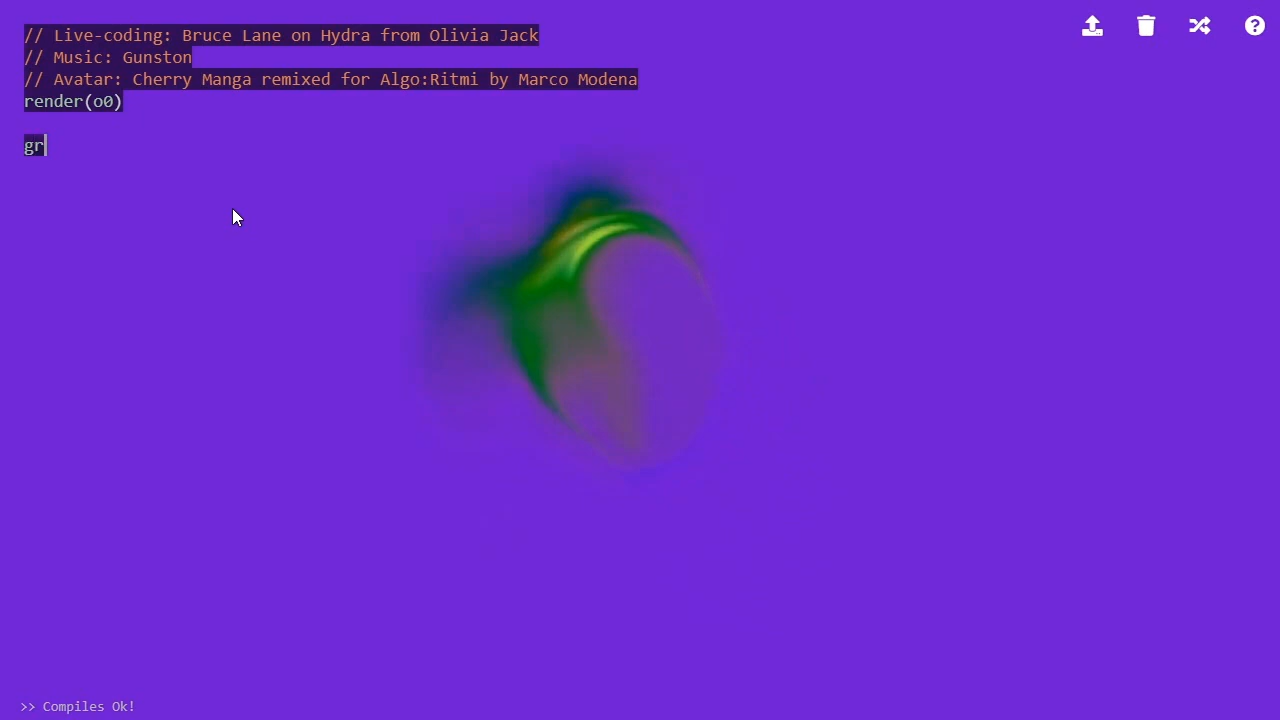 // Live-coding: Bruce Lane on Hydra from Olivia Jack
// Music: Gunston
// Avatar: Cherry Manga remixed for Algo:Ritmi by Marco Modena
render(o0)
gr
>> Compiles Ok!